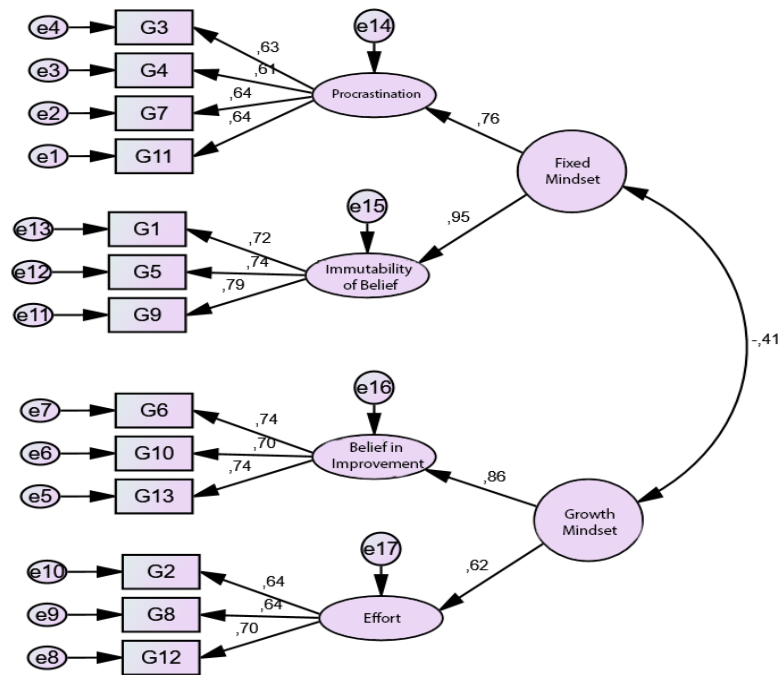 e4
G3
e14
,63
e3
G4
,61
Procrastination
e2
G7
,64
,76
e1
G11
,64
Fixed
Mindset
e13
G1
e15
,72
,95
e12
G5
,74
Immutability
of Belief
e11
G9
,79
-,41
e7
G6
e16
,74
e6
G10
,70
Belief in
Improvement
e5
G13
,74
,86
Growth
Mindset
e10
G2
e17
,64
,62
e9
G8
,64
Effort
e8
G12
,70